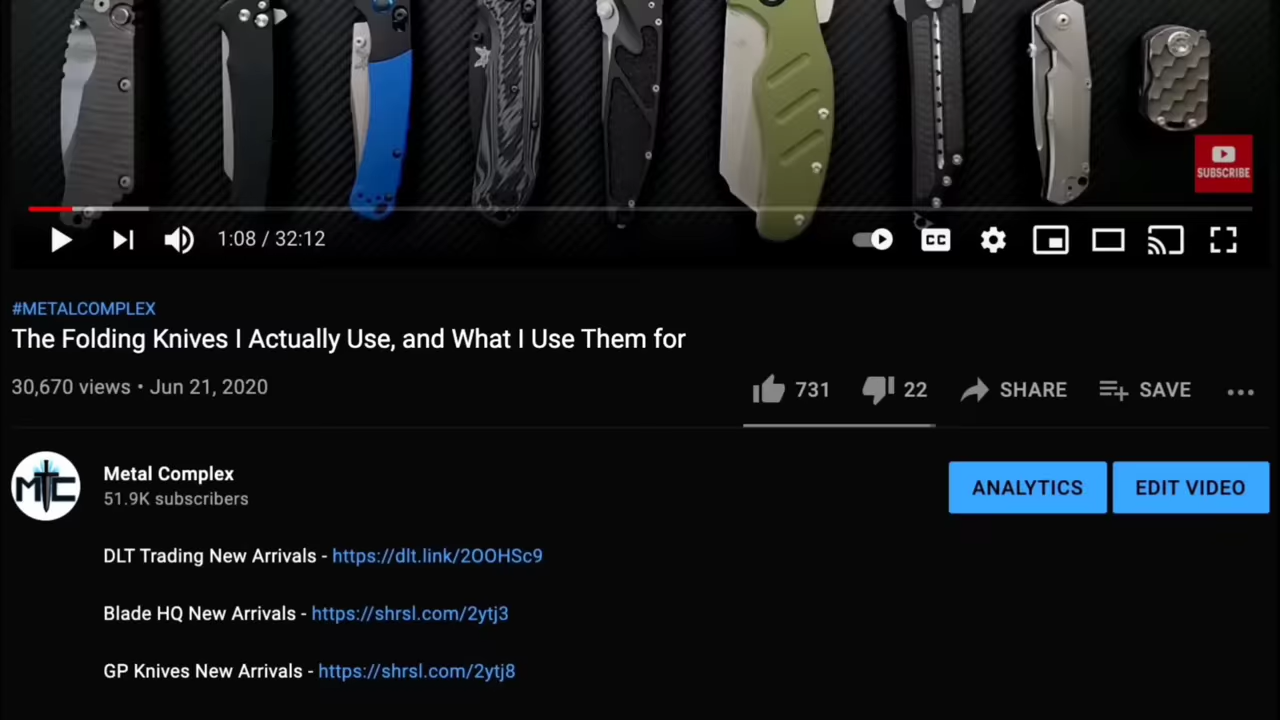 SUBSCRIBE
1:08 / 32:12
CC
#METALCOMPLEX
The Folding Knives I Actually Use, and What I Use Them for
30,670 views • Jun 21, 2020
731 22 SHARE SAVE
MTC
Metal Complex
51.9K subscribers
ANALYTICS EDIT VIDEO
DLT Trading New Arrivals - https://dlt.link/2OOHSc9
Blade HQ New Arrivals - https://shrsl.com/2ytj3
GP Knives New Arrivals - https://shrsl.com/2ytj8